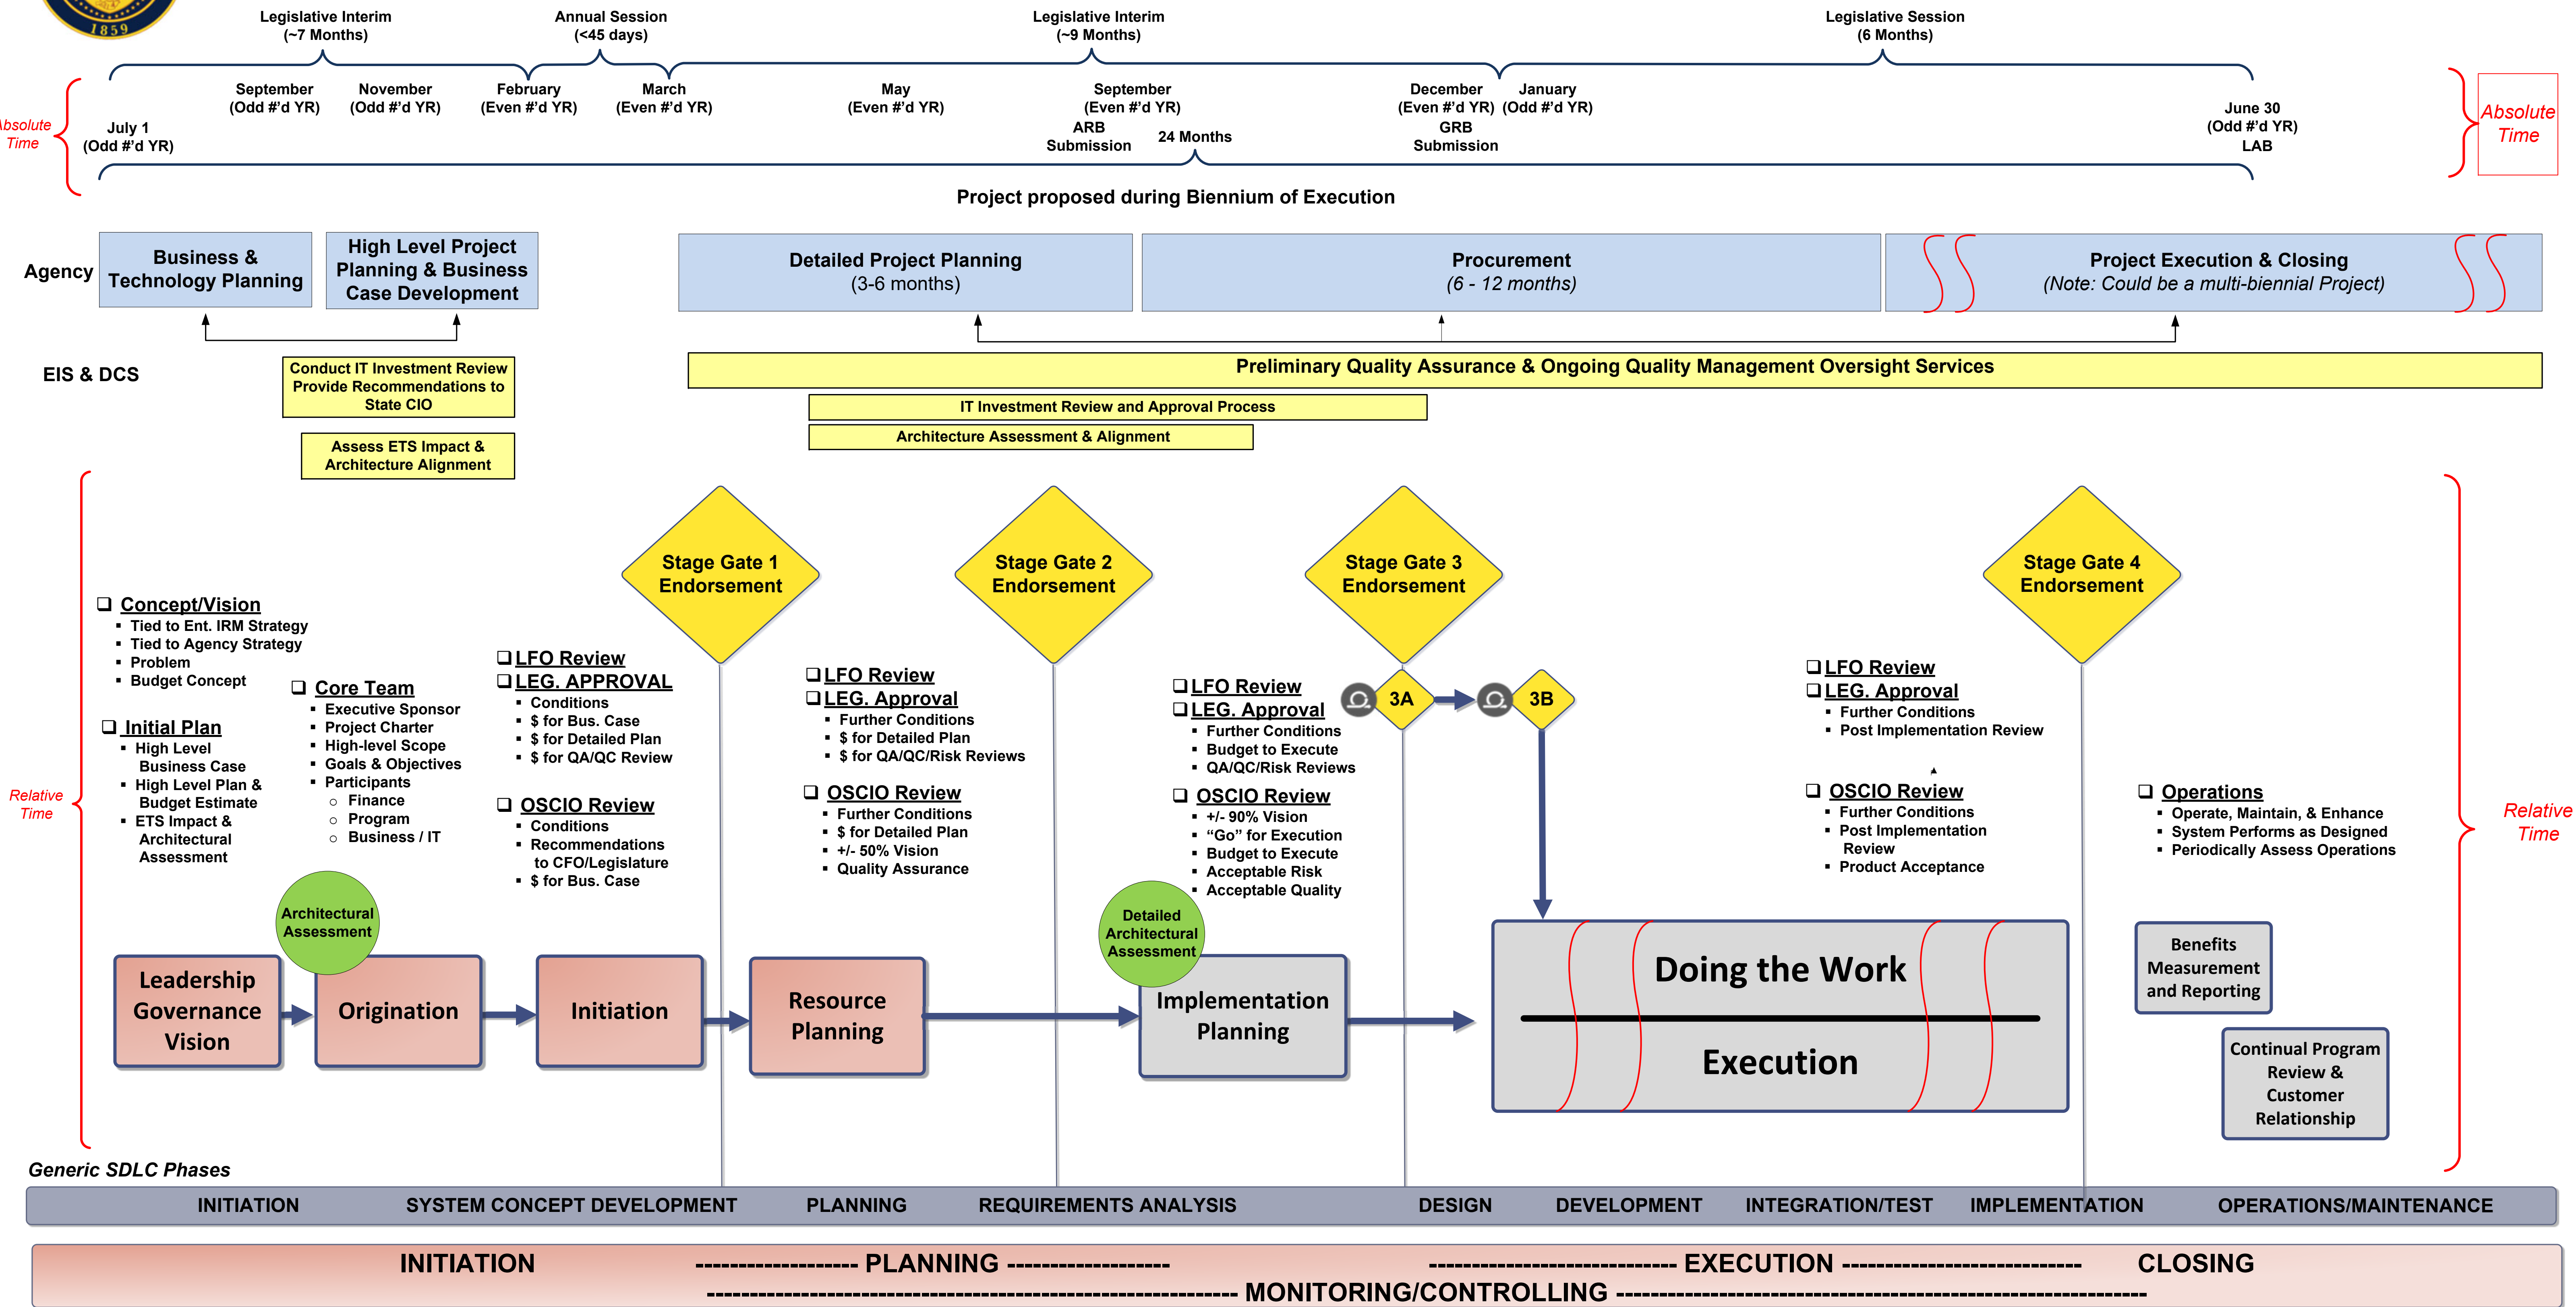 1859
Legislative Interim
(~7 Months)
Annual Session
(<45 days)
Legislative Interim
(~9 Months)
Legislative Session
(6 Months)
September
(Odd #'d YR)
November
(Odd #'d YR)
February
(Even #'d YR)
March
(Even #'d YR)
May
(Even #'d YR)
September
(Even #'d YR)
December
(Even #'d YR)
January
(Odd #'d YR)
Absolute
Time
July 1
(Odd #'d YR)
ARB
Submission
24 Months
GRB
Submission
June 30
(Odd #'d YR)
LAB
Absolute
Time
Project proposed during Biennium of Execution
Agency
Business &
Technology Planning
High Level Project
Planning & Business
Case Development
Detailed Project Planning
(3-6 months)
Procurement
(6 - 12 months)
Project Execution & Closing
(Note: Could be a multi-biennial Project)
EIS & DCS
Conduct IT Investment Review
Provide Recommendations to
State CIO
Assess ETS Impact &
Architecture Alignment
Preliminary Quality Assurance & Ongoing Quality Management Oversight Services
IT Investment Review and Approval Process
Architecture Assessment & Alignment
Stage Gate 1
Endorsement
Stage Gate 2
Endorsement
Stage Gate 3
Endorsement
Stage Gate 4
Endorsement
Relative
Time
❑ Concept/Vision
▪ Tied to Ent. IRM Strategy
▪ Tied to Agency Strategy
▪ Problem
▪ Budget Concept
❑ Initial Plan
▪ High Level
Business Case
▪ High Level Plan &
Budget Estimate
▪ ETS Impact &
Architectural
Assessment
❑ Core Team
▪ Executive Sponsor
▪ Project Charter
▪ High-level Scope
▪ Goals & Objectives
▪ Participants
o Finance
o Program
o Business / IT
❑ LFO Review
❑ LEG. APPROVAL
▪ Conditions
▪ $ for Bus. Case
▪ $ for Detailed Plan
▪ $ for QA/QC Review
❑ OSCIO Review
▪ Conditions
▪ Recommendations
to CFO/Legislature
▪ $ for Bus. Case
❑ LFO Review
❑ LEG. Approval
▪ Further Conditions
▪ $ for Detailed Plan
▪ $ for QA/QC/Risk Reviews
❑ OSCIO Review
▪ Further Conditions
▪ $ for Detailed Plan
▪ +/- 50% Vision
▪ Quality Assurance
❑ LFO Review
❑ LEG. Approval
▪ Further Conditions
▪ Budget to Execute
▪ QA/QC/Risk Reviews
❑ OSCIO Review
▪ +/- 90% Vision
▪ “Go” for Execution
▪ Budget to Execute
▪ Acceptable Risk
▪ Acceptable Quality
3A
3B
❑ LFO Review
❑ LEG. Approval
▪ Further Conditions
▪ Post Implementation Review
❑ OSCIO Review
▪ Further Conditions
▪ Post Implementation
Review
▪ Product Acceptance
❑ Operations
▪ Operate, Maintain, & Enhance
▪ System Performs as Designed
▪ Periodically Assess Operations
Relative
Time
Architectural
Assessment
Detailed
Architectural
Assessment
Leadership
Governance
Vision
Origination
Initiation
Resource
Planning
Implementation
Planning
Doing the Work
Execution
Benefits
Measurement
and Reporting
Continual Program
Review &
Customer
Relationship
Generic SDLC Phases
INITIATION SYSTEM CONCEPT DEVELOPMENT PLANNING REQUIREMENTS ANALYSIS DESIGN DEVELOPMENT INTEGRATION/TEST IMPLEMENTATION OPERATIONS/MAINTENANCE
INITIATION ------------------- PLANNING ------------------- ----------------------------- EXECUTION ---------------------------- CLOSING
-------------------------------------------------------------- MONITORING/CONTROLLING --------------------------------------------------------------